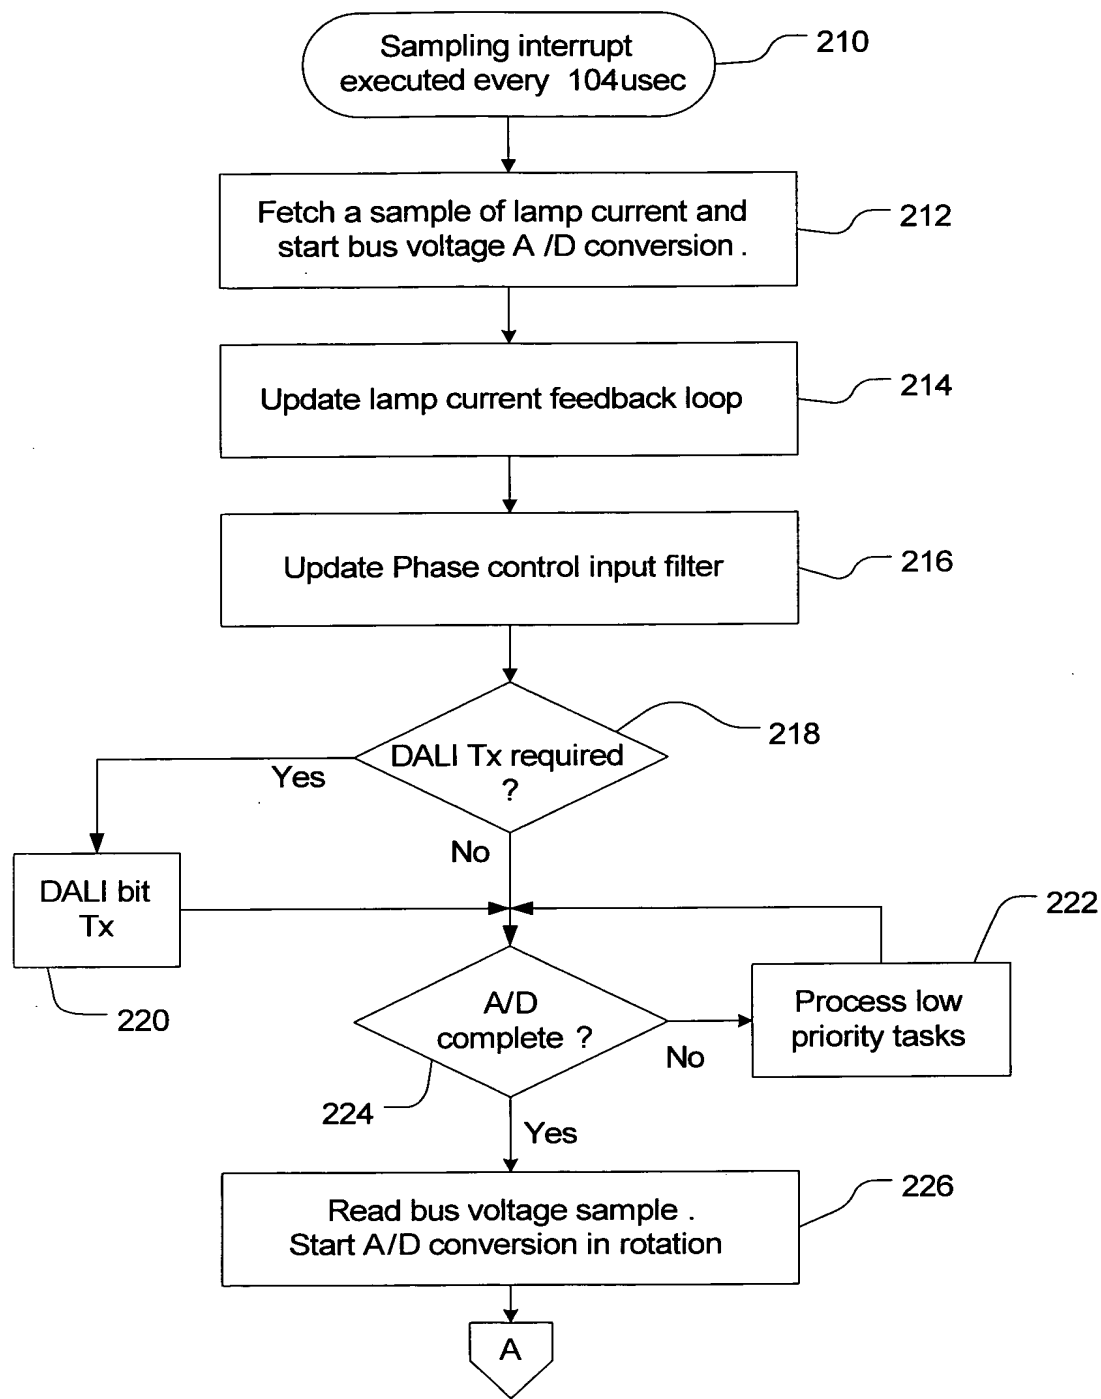 Sampling interrupt
executed every 104usec
210
Fetch a sample of lamp current and
start bus voltage A /D conversion .
212
Update lamp current feedback loop
214
Update Phase control input filter
216
DALI Tx required
?
218
Yes
No
DALI bit
Tx
220
222
Process low
priority tasks
A/D
complete ?
No
224
Yes
226
Read bus voltage sample .
Start A/D conversion in rotation
A